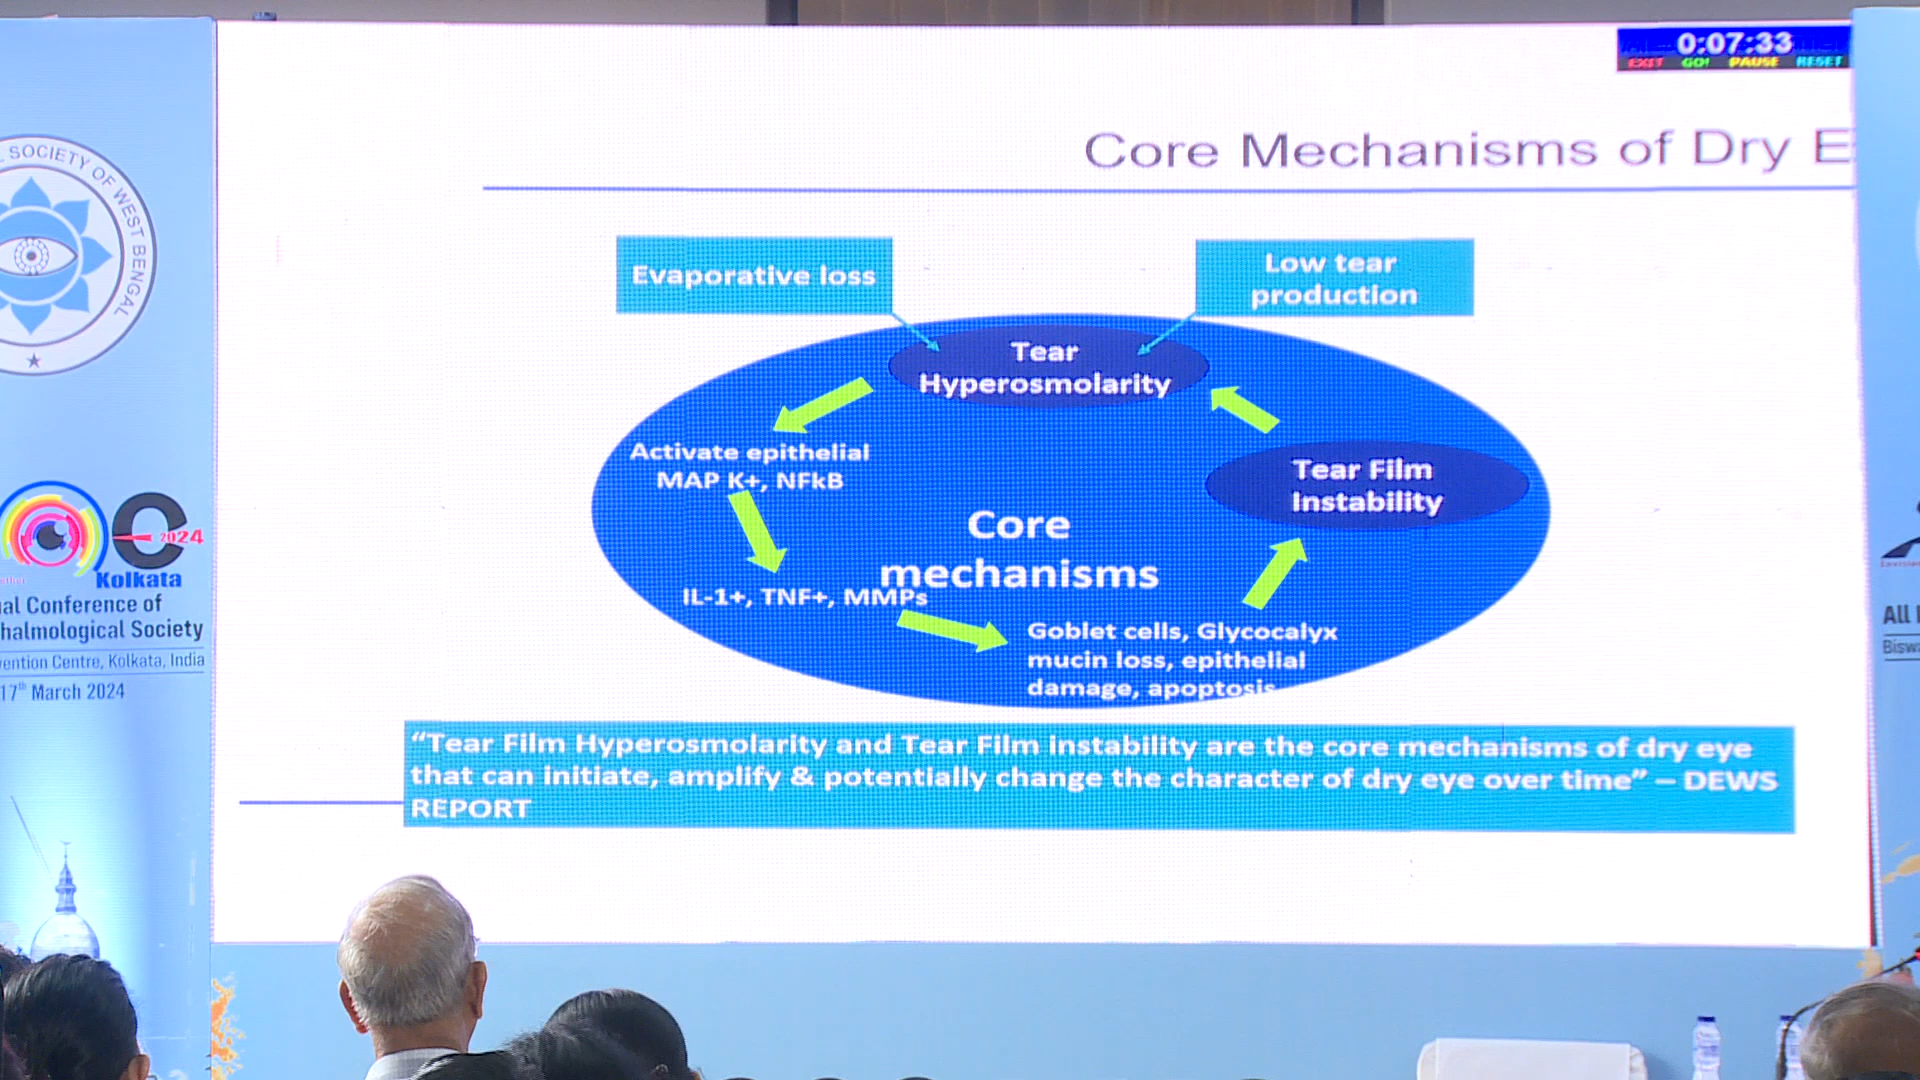 0:07:33
EXIT GO! PAUSE RESET
Core Mechanisms of Dry E
Evaporative loss
Low tear
production
Tear
Hyperosmolarity
Activate epithelial
MAP K+, NFkB
Tear Film
Instability
Core
mechanisms
IL-1+, TNF+, MMPs
Goblet cells, Glycocalyx
mucin loss, epithelial
damage, apoptosis
“Tear Film Hyperosmolarity and Tear Film instability are the core mechanisms of dry eye
that can initiate, amplify & potentially change the character of dry eye over time” – DEWS
REPORT
SOCIETY OF WEST BENGAL
2024
Kolkata
al Conference of
halmological Society
vention Centre, Kolkata, India
17th March 2024
All
Bisw